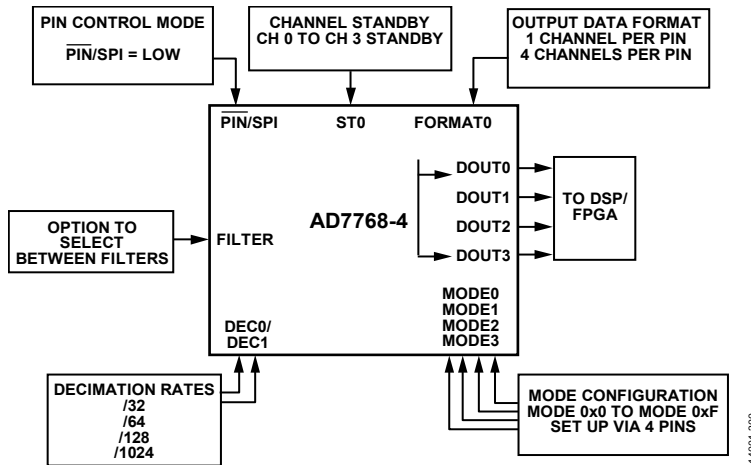 PIN CONTROL MODE
PIN/SPI = LOW
CHANNEL STANDBY
CH 0 TO CH 3 STANDBY
OUTPUT DATA FORMAT
1 CHANNEL PER PIN
4 CHANNELS PER PIN
PIN/SPI
ST0
FORMAT0
DOUT0
DOUT1
DOUT2
DOUT3
TO DSP/
FPGA
AD7768-4
OPTION TO
SELECT
BETWEEN FILTERS
FILTER
MODE0
MODE1
MODE2
MODE3
DEC0/
DEC1
DECIMATION RATES
/32
/64
/128
/1024
MODE CONFIGURATION
MODE 0x0 TO MODE 0xF
SET UP VIA 4 PINS